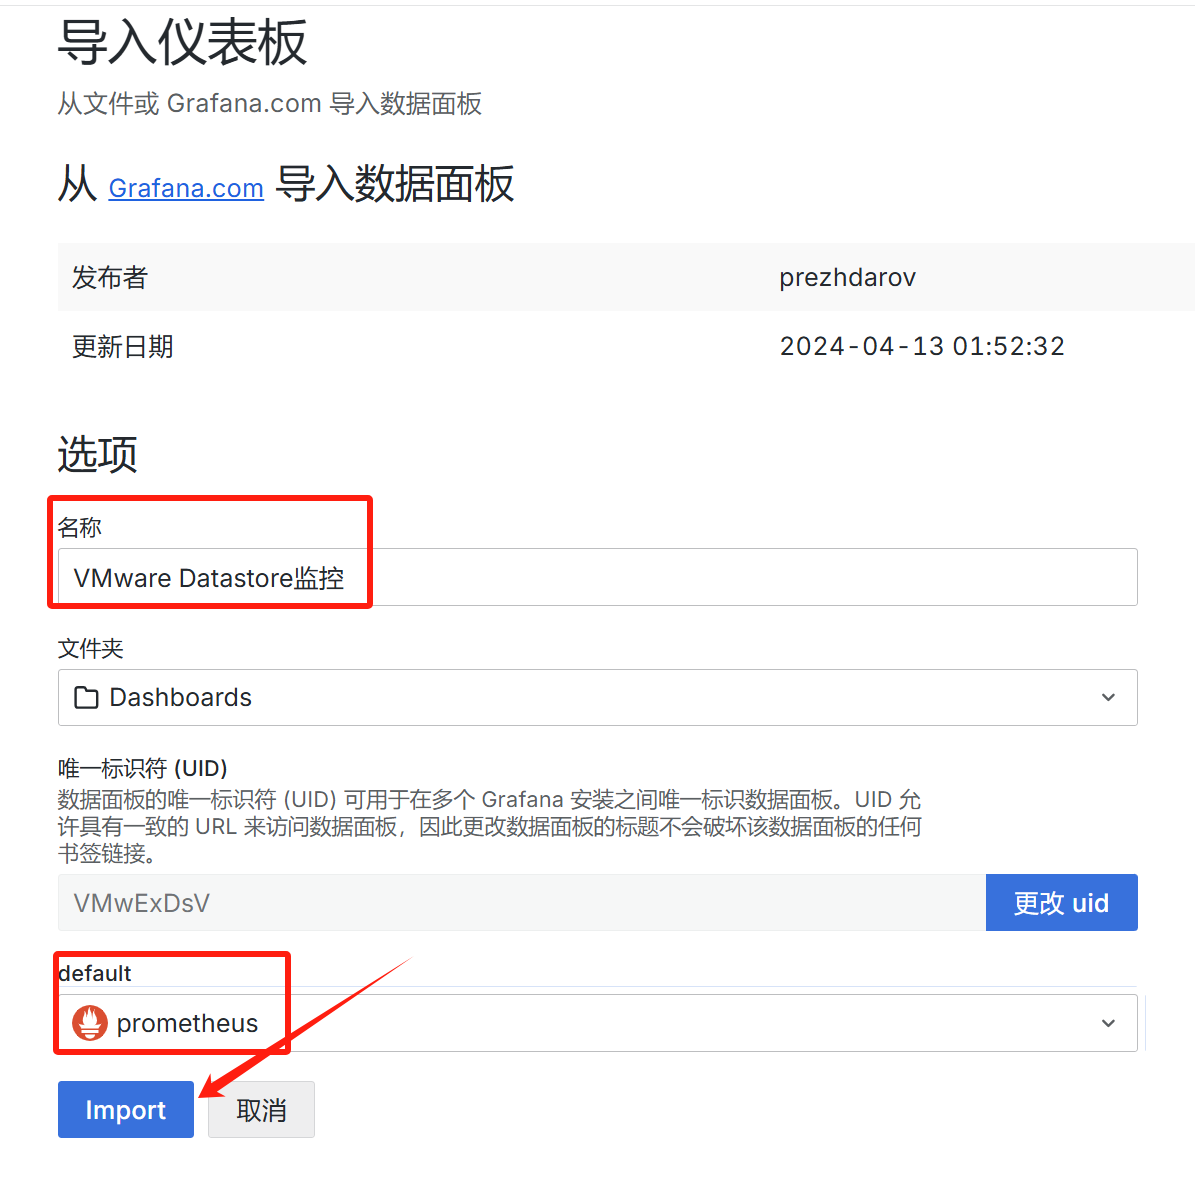 导入仪表板
从文件或 Grafana.com 导入数据面板
从 Grafana.com 导入数据面板
发布者 prezhdarov
更新日期 2024-04-13 01:52:32
选项
名称
VMware Datastore监控
文件夹
Dashboards
唯一标识符 (UID)
数据面板的唯一标识符 (UID) 可用于在多个 Grafana 安装之间唯一标识数据面板。UID 允
许具有一致的 URL 来访问数据面板，因此更改数据面板的标题不会破坏该数据面板的任何
书签链接。
VMwExDsV 更改 uid
default
prometheus
Import 取消